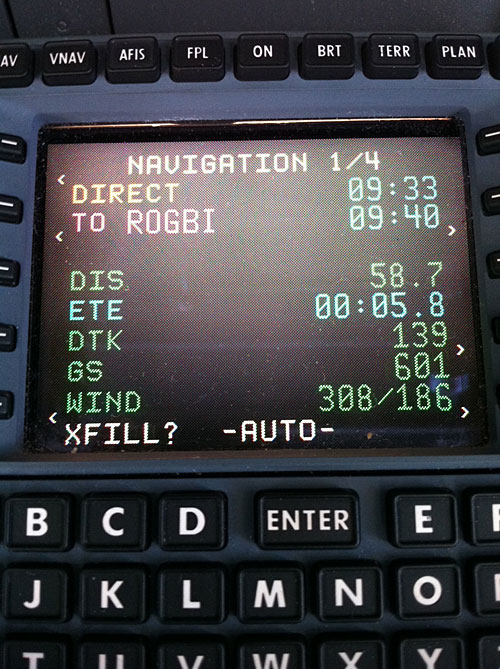 AV VNAV AFIS FPL ON BRT TERR PLAN
NAVIGATION 1/4
DIRECT 09:33
TO ROGBI 09:40
DIS 58.7
ETE 00:05.8
DTK 139
GS 601
WIND 308/186
XFILL? -AUTO-
B C D ENTER E
J K L M N O
T U V W X Y